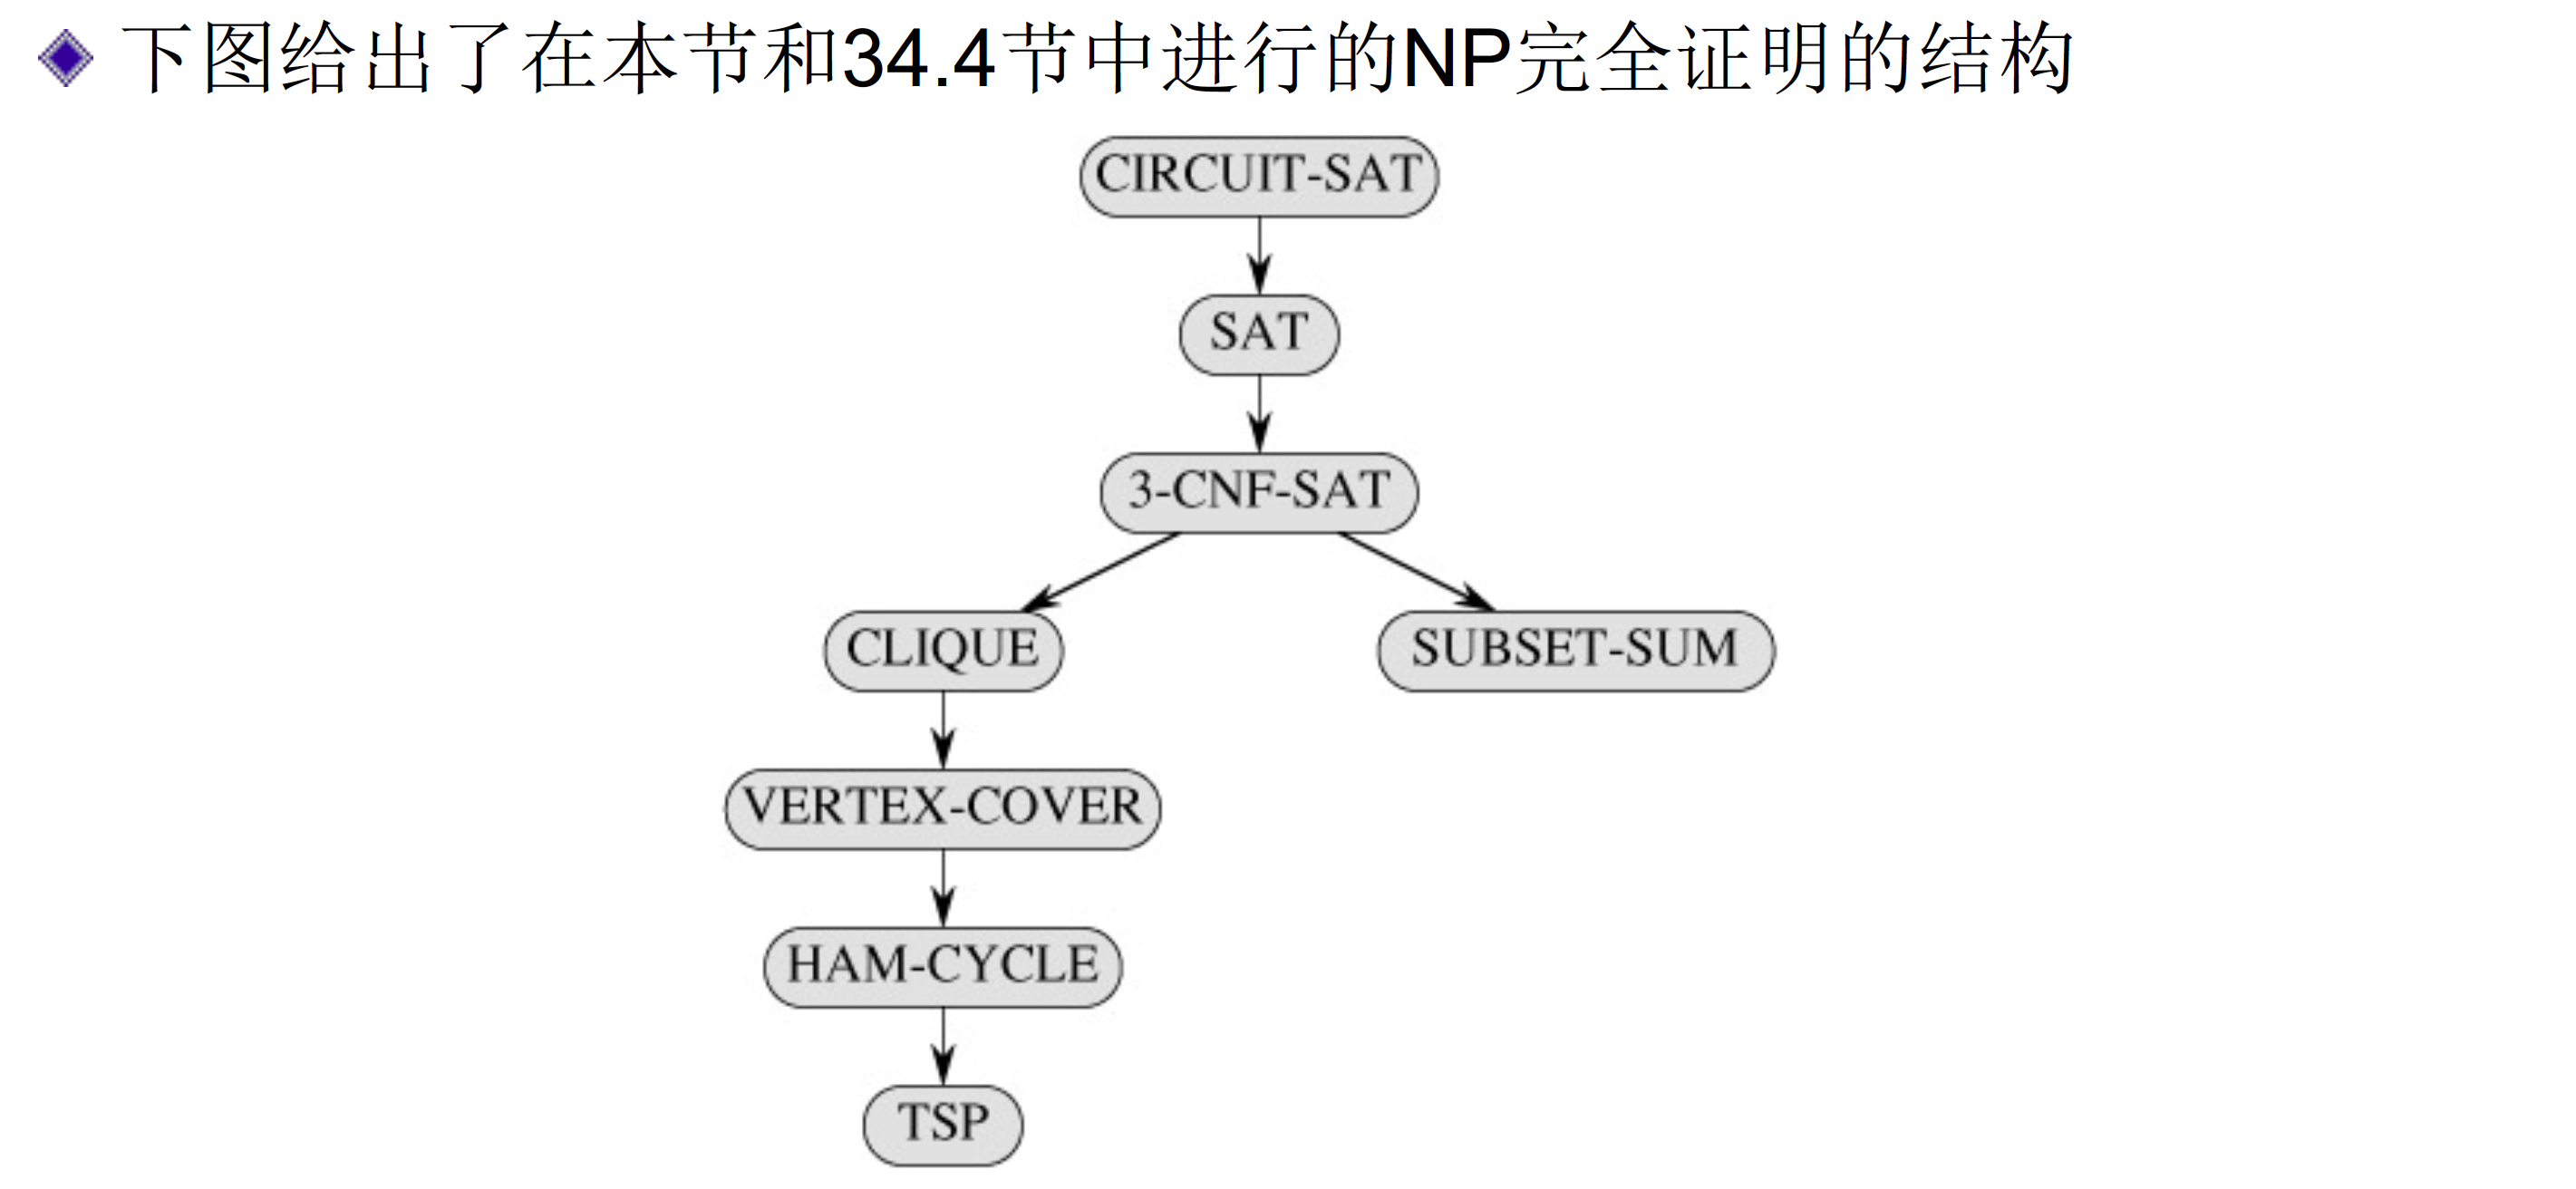 下图给出了在本节和34.4节中进行的NP完全证明的结构
CIRCUIT-SAT
SAT
3-CNF-SAT
CLIQUE
SUBSET-SUM
VERTEX-COVER
HAM-CYCLE
TSP